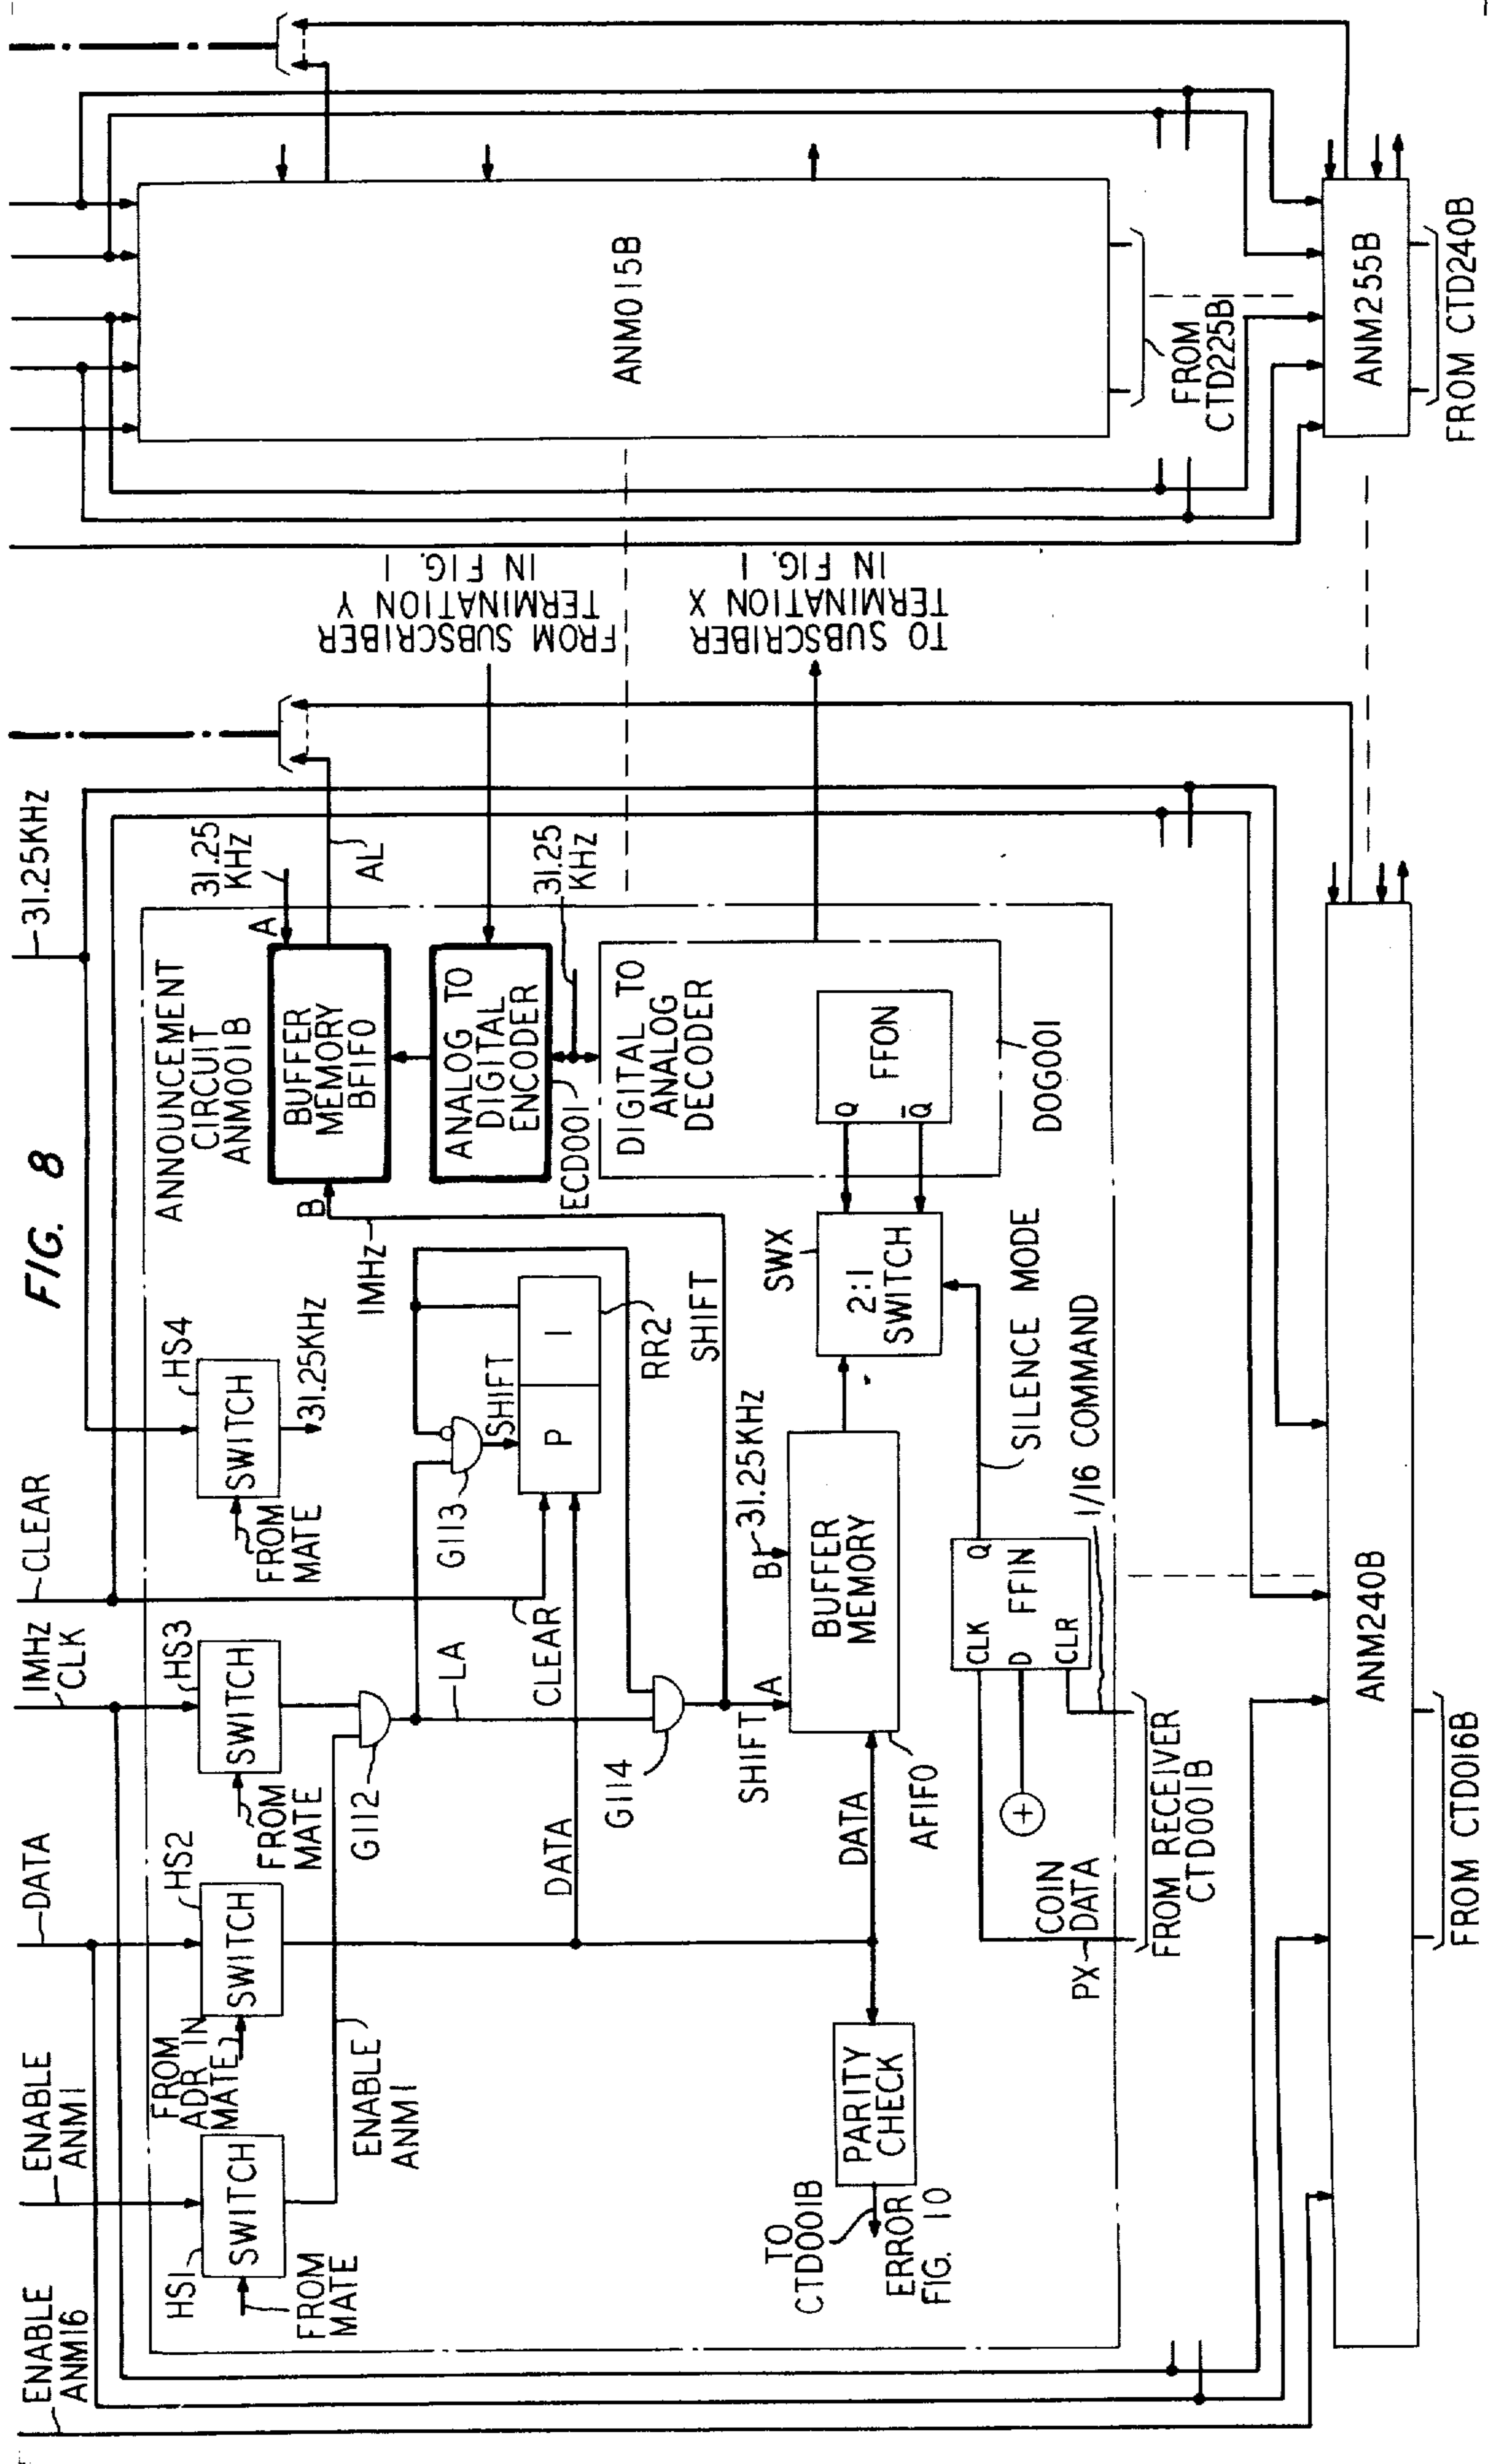 FIG. 8
ENABLE
ANM16
ENABLE
ANM1
DATA
1MHz
CLK
CLEAR
31.25KHz
HS1
SWITCH
FROM
MATE
HS2
SWITCH
FROM
ADR IN
MATE
HS3
SWITCH
FROM
MATE
HS4
SWITCH
FROM
MATE
31.25KHz
ANNOUNCEMENT
CIRCUIT
ANM001B
ENABLE
ANM1
G112
LA
CLEAR
DATA
G113
SHIFT
P
1
RR2
G114
SHIFT
1MHz
B
BUFFER
MEMORY
BFIFO
A
31.25
KHz
AL
ANALOG TO
DIGITAL
ENCODER
ECD001
31.25
KHz
DIGITAL TO
ANALOG
DECODER
FFON
Q
Q̅
DOG001
FROM SUBSCRIBER
TERMINATION Y
IN FIG. 1
TO SUBSCRIBER
TERMINATION X
IN FIG. 1
SHIFT
A
B
31.25KHz
BUFFER
MEMORY
AFIFO
DATA
SWX
2:1
SWITCH
SILENCE MODE
PARITY
CHECK
TO
CTD001B
ERROR
FIG. 10
CLK
Q
D
FFIN
CLR
1/16 COMMAND
+
COIN
DATA
PX
FROM RECEIVER
CTD001B
ANM240B
FROM CTD016B
ANM015B
FROM
CTD225B
ANM255B
FROM CTD240B